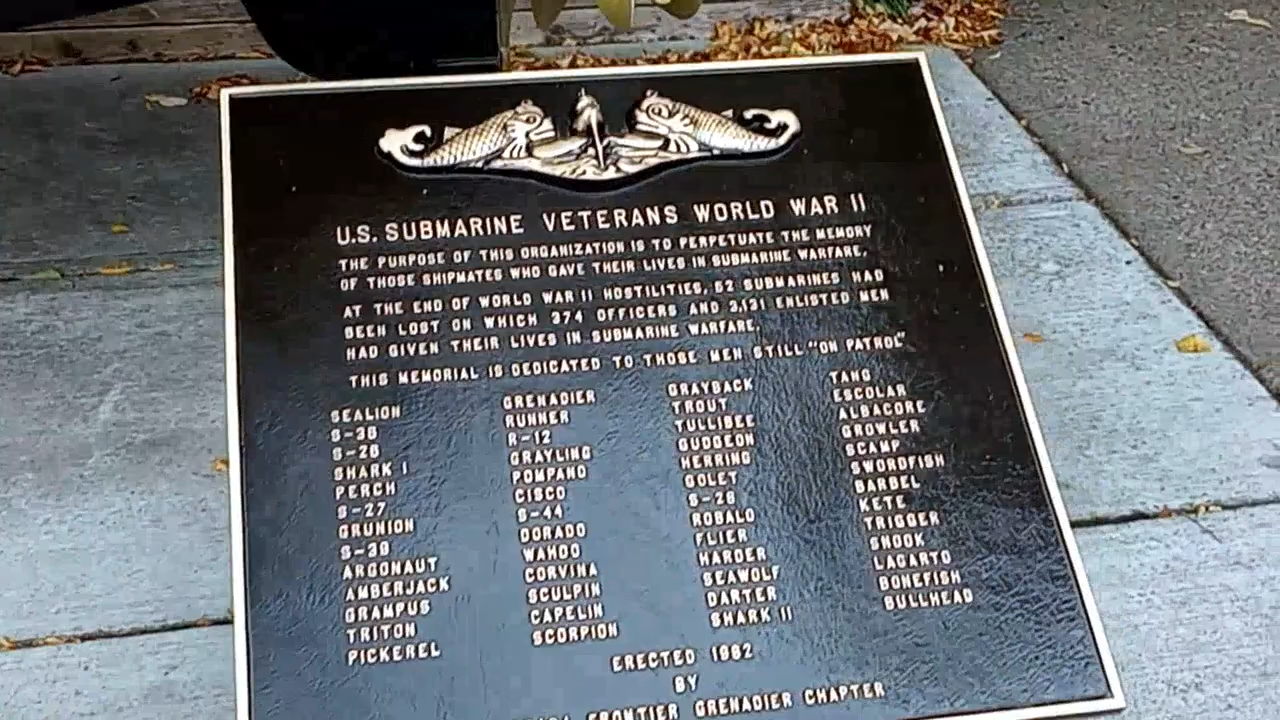 U.S. SUBMARINE VETERANS WORLD WAR II
THE PURPOSE OF THIS ORGANIZATION IS TO PERPETUATE THE MEMORY
OF THOSE SHIPMATES WHO GAVE THEIR LIVES IN SUBMARINE WARFARE.
AT THE END OF WORLD WAR II HOSTILITIES, 52 SUBMARINES HAD
BEEN LOST ON WHICH 374 OFFICERS AND 3,131 ENLISTED MEN
HAD GIVEN THEIR LIVES IN SUBMARINE WARFARE.
THIS MEMORIAL IS DEDICATED TO THOSE MEN STILL "ON PATROL"
SEALION
S-36
S-26
SHARK I
PERCH
S-27
GRUNION
S-39
ARGONAUT
AMBERJACK
GRAMPUS
TRITON
PICKEREL
GRENADIER
RUNNER
R-12
GRAYLING
POMPANO
CISCO
S-44
DORADO
WAHOO
CORVINA
SCULPIN
CAPELIN
SCORPION
GRAYBACK
TROUT
TULLIBEE
GUDGEON
HERRING
GOLET
S-28
ROBALO
FLIER
HARDER
SEAWOLF
DARTER
SHARK II
TANG
ESCOLAR
ALBACORE
GROWLER
SCAMP
SWORDFISH
BARBEL
KETE
TRIGGER
SNOOK
LAGARTO
BONEFISH
BULLHEAD
ERECTED 1962
BY
FRONTIER GRENADIER CHAPTER